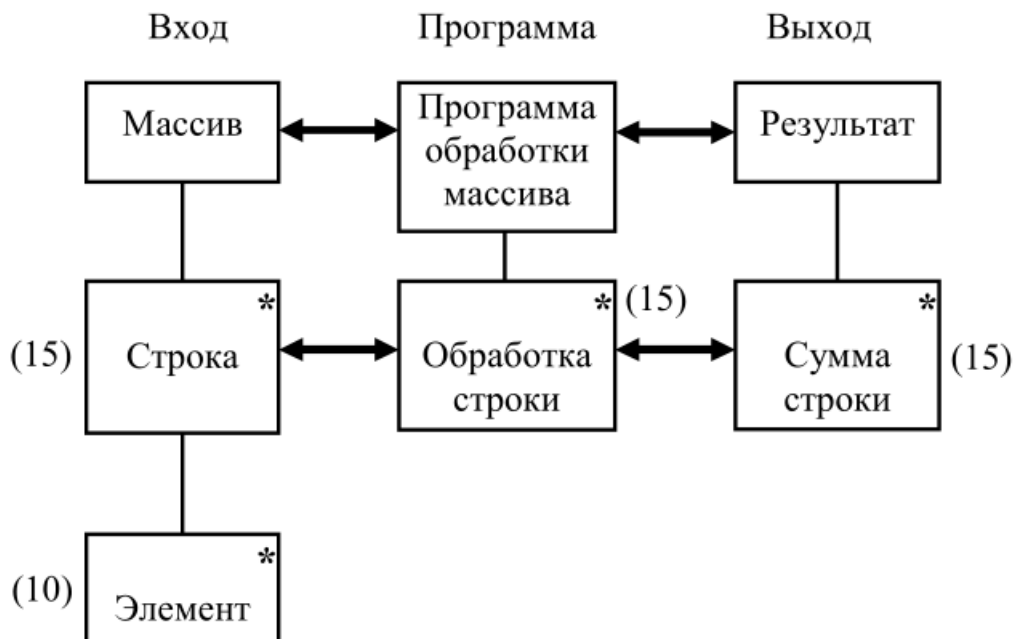 Вход Программа Выход
Массив
Программа
обработки
массива
Результат
(15)
Строка
*
Обработка
строки
*
(15)
Сумма
строки
*
(15)
(10)
Элемент
*